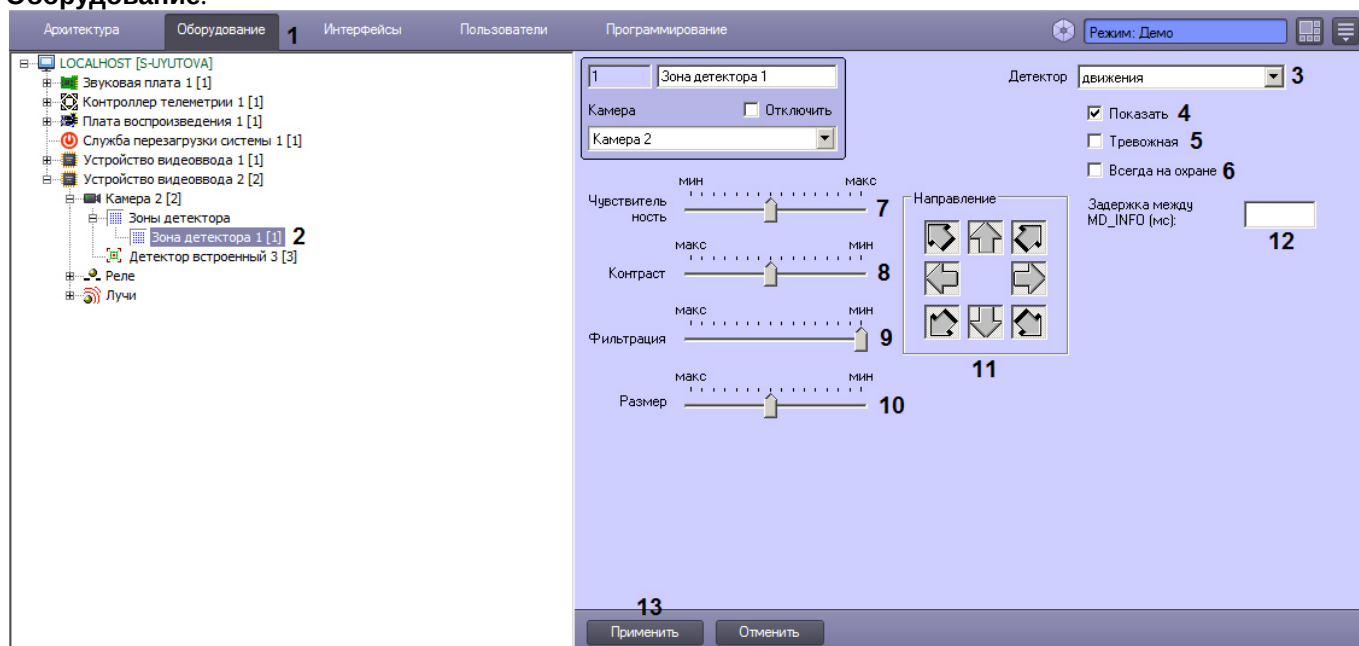 Оборудование.
Архитектура Оборудование 1 Интерфейсы Пользователи Программирование Режим: Демо
LOCALHOST [S-UYUTOVA]
Звуковая плата 1 [1]
Контроллер телеметрии 1 [1]
Плата воспроизведения 1 [1]
Служба перезагрузки системы 1 [1]
Устройство видеоввода 1 [1]
Устройство видеоввода 2 [2]
Камера 2 [2]
Зоны детектора
Зона детектора 1 [1] 2
Детектор встроенный 3 [3]
Реле
Лучи
1 Зона детектора 1
Камера Отключить
Камера 2
Детектор движения 3
Показать 4
Тревожная 5
Всегда на охране 6
Задержка между
MD_INFO (мс):
12
мин макс
Чувствитель
ность 7
макс мин
Контраст 8
макс мин
Фильтрация 9
макс мин
Размер 10
Направление
11
13
Применить Отменить